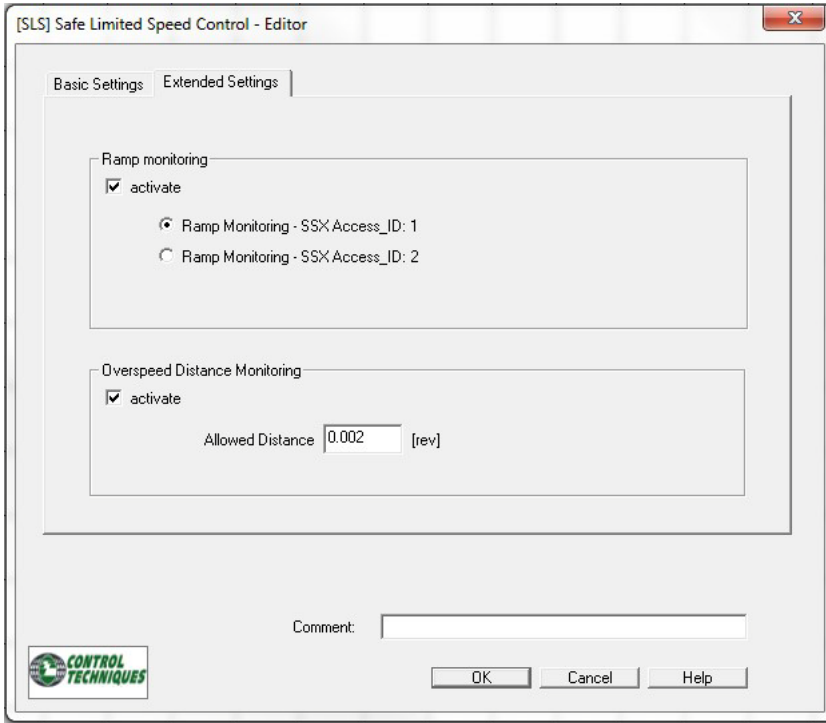 [SLS] Safe Limited Speed Control - Editor
Basic Settings Extended Settings
Ramp monitoring
activate
Ramp Monitoring - SSX Access_ID: 1
Ramp Monitoring - SSX Access_ID: 2
Overspeed Distance Monitoring
activate
Allowed Distance 0.002 [rev]
Comment:
CONTROL
TECHNIQUES
OK Cancel Help